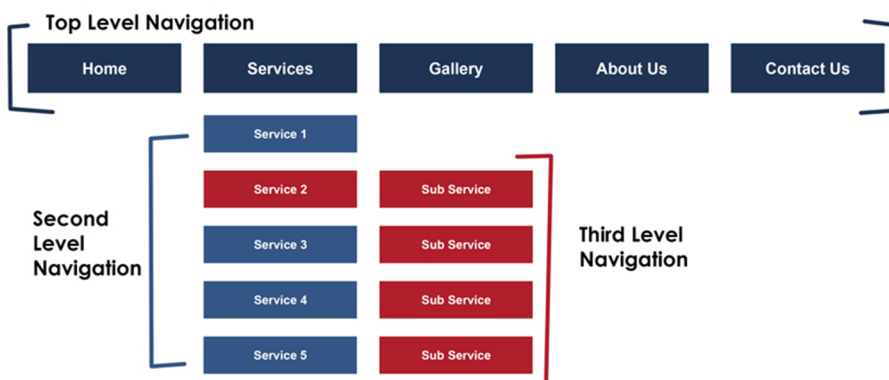 Top Level Navigation
Home
Services
Gallery
About Us
Contact Us
Service 1
Service 2
Sub Service
Second
Level
Navigation
Service 3
Sub Service
Third Level
Navigation
Service 4
Sub Service
Service 5
Sub Service